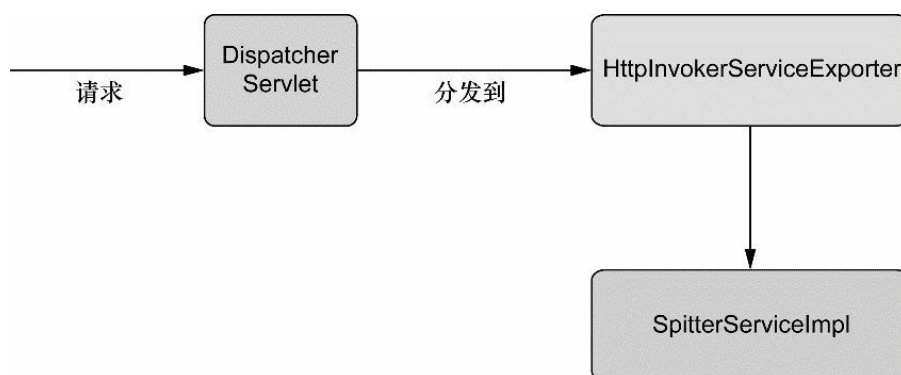 Dispatcher
Servlet
HttpInvokerServiceExporter
请求
分发到
SpitterServiceImpl